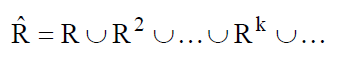 R̂ = R ∪ R² ∪ … ∪ Rᵏ ∪ …